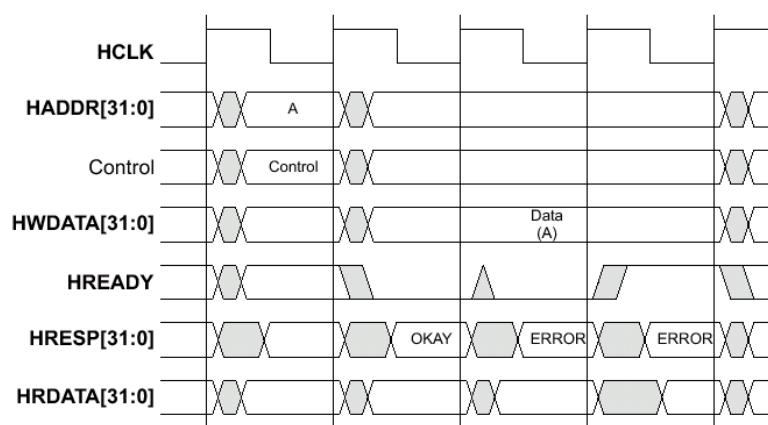 HCLK
HADDR[31:0]
A
Control
Control
HWDATA[31:0]
Data
(A)
HREADY
HRESP[31:0]
OKAY
ERROR
ERROR
HRDATA[31:0]